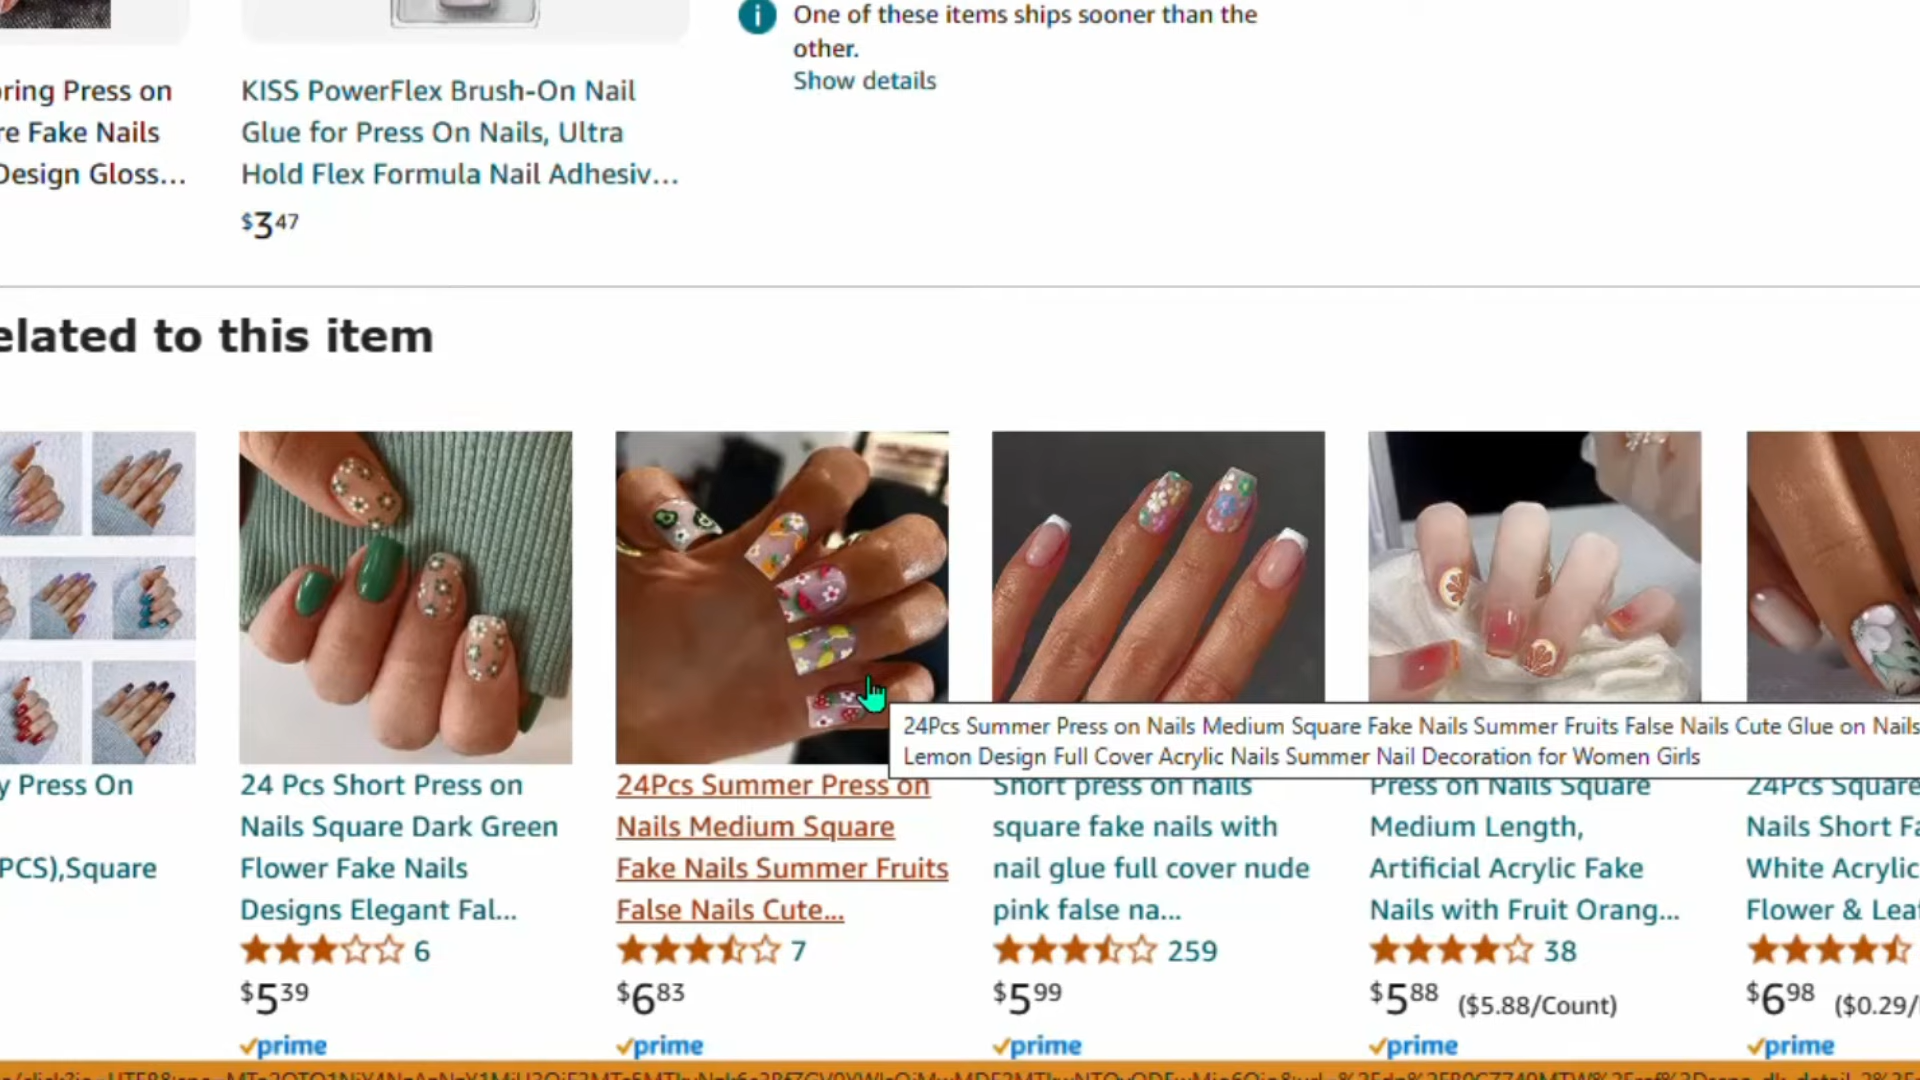 One of these items ships sooner than the
other.
Show details
ring Press on
re Fake Nails
Design Gloss...
KISS PowerFlex Brush-On Nail
Glue for Press On Nails, Ultra
Hold Flex Formula Nail Adhesiv...
$3.47
elated to this item
24Pcs Summer Press on Nails Medium Square Fake Nails Summer Fruits False Nails Cute Glue on Nails
Lemon Design Full Cover Acrylic Nails Summer Nail Decoration for Women Girls
y Press On
PCS),Square
24 Pcs Short Press on
Nails Square Dark Green
Flower Fake Nails
Designs Elegant Fal...
6
$5.39
prime
24Pcs Summer Press on
Nails Medium Square
Fake Nails Summer Fruits
False Nails Cute...
7
$6.83
prime
Short press on nails
square fake nails with
nail glue full cover nude
pink false na...
259
$5.99
prime
Press on Nails Square
Medium Length,
Artificial Acrylic Fake
Nails with Fruit Orang...
38
$5.88 ($5.88/Count)
prime
24Pcs Square
Nails Short Fa
White Acrylic
Flower & Leaf
$6.98 ($0.29/
prime